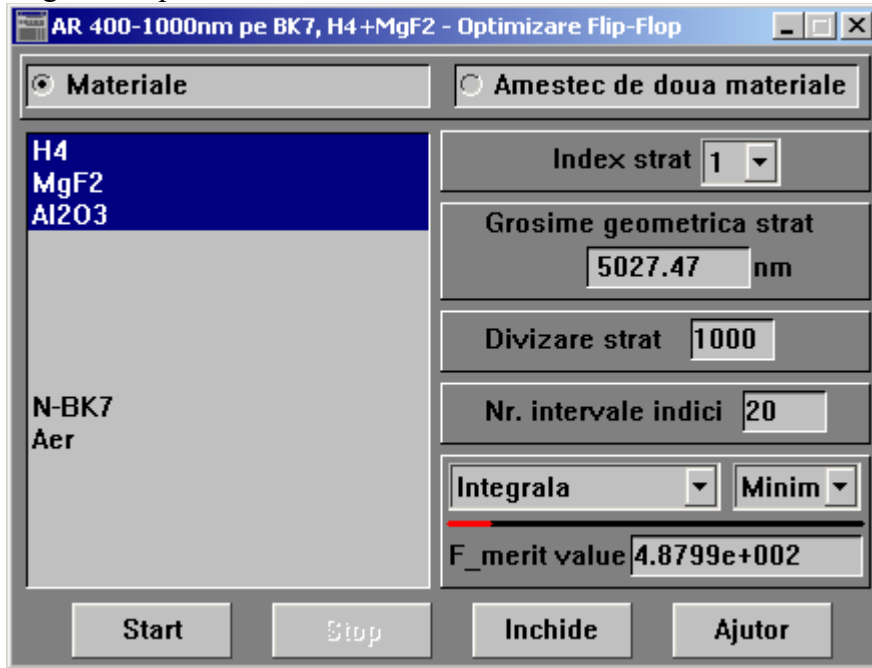 AR 400-1000nm pe BK7, H4+MgF2 - Optimizare Flip-Flop
Materiale
Amestec de doua materiale
H4
MgF2
Al2O3
N-BK7
Aer
Index strat 1
Grosime geometrica strat
5027.47 nm
Divizare strat 1000
Nr. intervale indici 20
Integrala Minim
F_merit value 4.8799e+002
Start Stop Inchide Ajutor